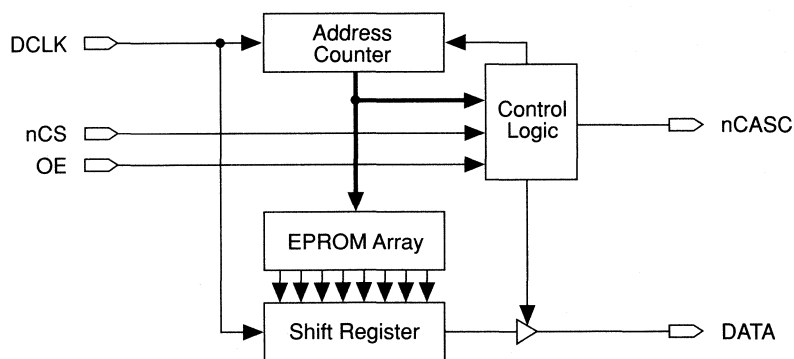 Address
Counter
DCLK
Control
Logic
nCASC
nCS
OE
EPROM Array
Shift Register
DATA